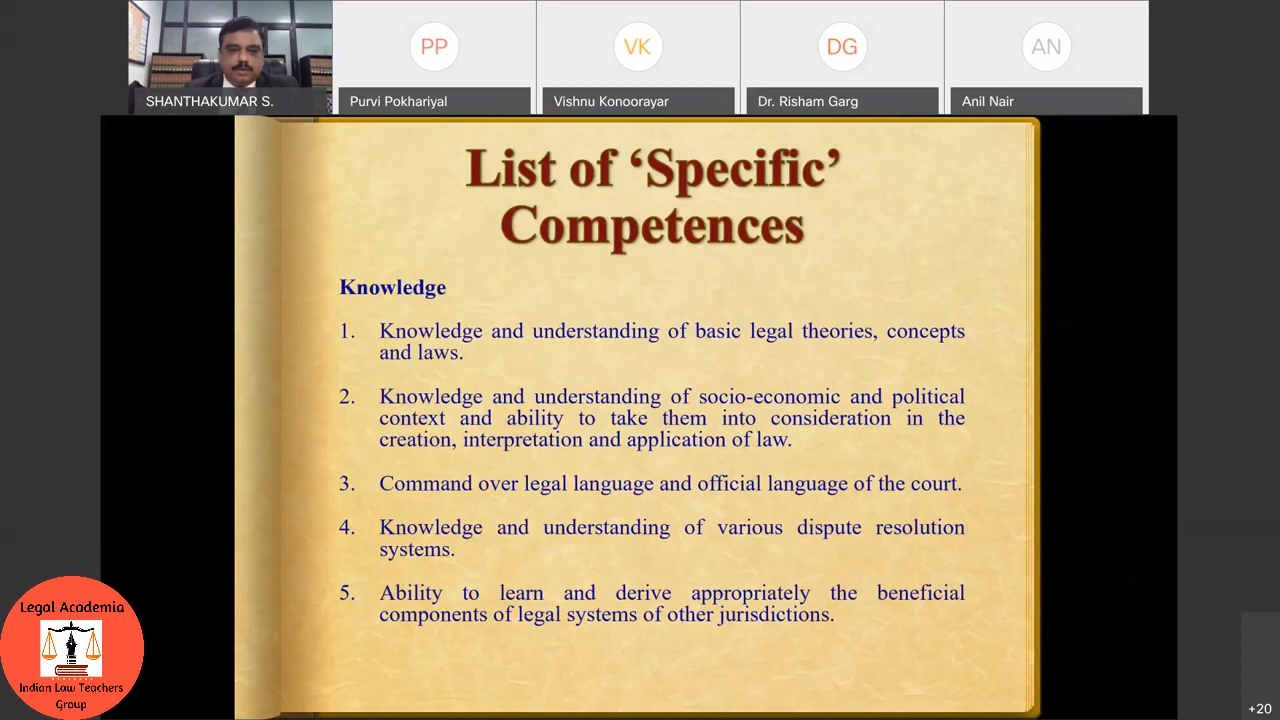 PP
VK
DG
AN
SHANTHAKUMAR S.
Purvi Pokhariyal
Vishnu Konoorayar
Dr. Risham Garg
Anil Nair
List of ‘Specific’
Competences
Knowledge
1. Knowledge and understanding of basic legal theories, concepts
and laws.
2. Knowledge and understanding of socio-economic and political
context and ability to take them into consideration in the
creation, interpretation and application of law.
3. Command over legal language and official language of the court.
4. Knowledge and understanding of various dispute resolution
systems.
5. Ability to learn and derive appropriately the beneficial
components of legal systems of other jurisdictions.
Legal Academia
Indian Law Teachers
Group
+20